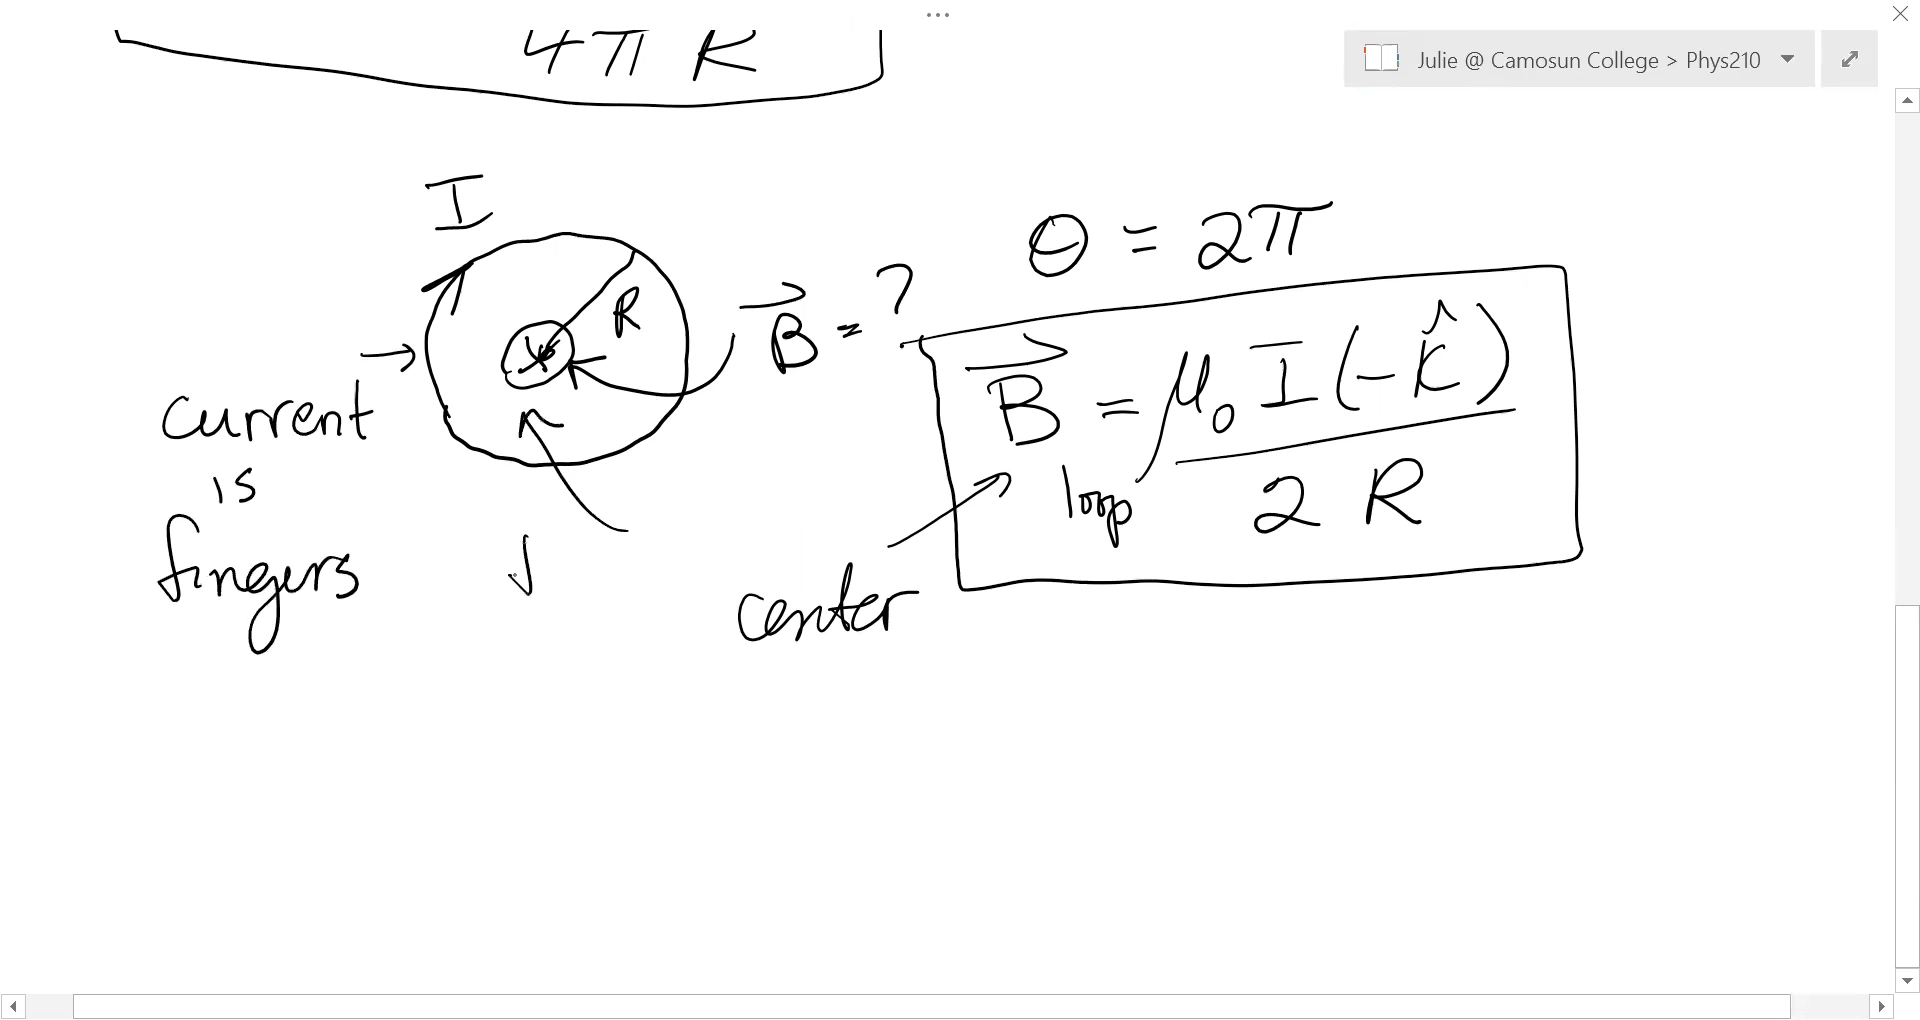 ...
4π R
Julie @ Camosun College > Phys210
I
θ = 2π
R
B⃗ = ?
B⃗ loop = μ₀ I (-k̂) / 2 R
current
is
fingers
center